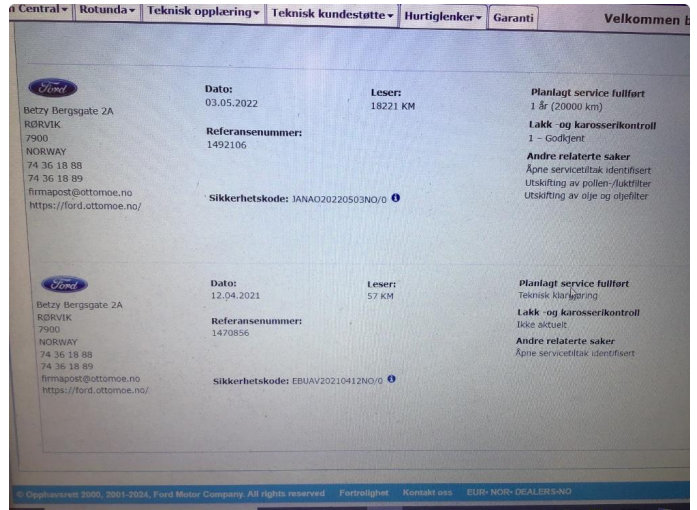 Central Rotunda Teknisk opplæring Teknisk kundestøtte Hurtiglenker Garanti Velkommen b
Ford
Betzy Bergsgate 2A
RØRVIK
7900
NORWAY
74 36 18 88
74 36 18 89
firmapost@ottomoe.no
https://ford.ottomoe.no/
Dato:
03.05.2022
Referansenummer:
1492106
Leser:
18221 KM
Sikkerhetskode: JANAO20220503NO/0
Planlagt service fullført
1 år (20000 km)
Lakk -og karosserikontroll
1 - Godkjent
Andre relaterte saker
Åpne servicetiltak identifisert
Utskifting av pollen-/luktfilter
Utskifting av olje og oljefilter
Ford
Betzy Bergsgate 2A
RØRVIK
7900
NORWAY
74 36 18 88
74 36 18 89
firmapost@ottomoe.no
https://ford.ottomoe.no/
Dato:
12.04.2021
Referansenummer:
1470856
Leser:
57 KM
Sikkerhetskode: EBUAV20210412NO/0
Planlagt service fullført
Teknisk klargjøring
Lakk -og karosserikontroll
Ikke aktuelt
Andre relaterte saker
Åpne servicetiltak identifisert
© Opphavsrett 2000, 2001-2024, Ford Motor Company. All rights reserved Fortrolighet Kontakt oss EUR- NOR- DEALERS-NO